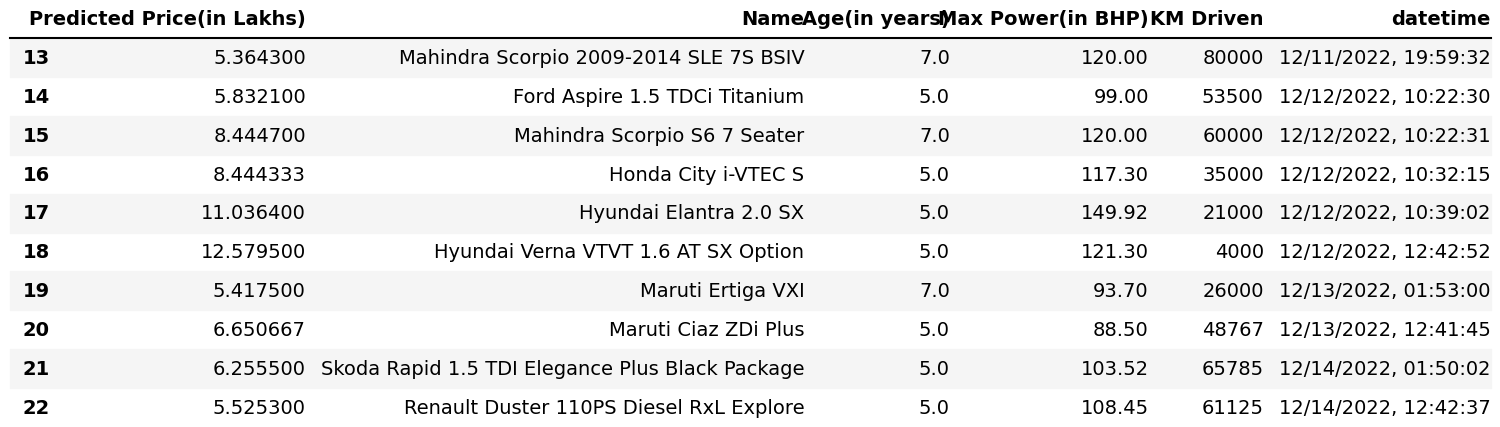 Predicted Price(in Lakhs) Name Age(in years) Max Power(in BHP) KM Driven datetime
13 5.364300 Mahindra Scorpio 2009-2014 SLE 7S BSIV 7.0 120.00 80000 12/11/2022, 19:59:32
14 5.832100 Ford Aspire 1.5 TDCi Titanium 5.0 99.00 53500 12/12/2022, 10:22:30
15 8.444700 Mahindra Scorpio S6 7 Seater 7.0 120.00 60000 12/12/2022, 10:22:31
16 8.444333 Honda City i-VTEC S 5.0 117.30 35000 12/12/2022, 10:32:15
17 11.036400 Hyundai Elantra 2.0 SX 5.0 149.92 21000 12/12/2022, 10:39:02
18 12.579500 Hyundai Verna VTVT 1.6 AT SX Option 5.0 121.30 4000 12/12/2022, 12:42:52
19 5.417500 Maruti Ertiga VXI 7.0 93.70 26000 12/13/2022, 01:53:00
20 6.650667 Maruti Ciaz ZDi Plus 5.0 88.50 48767 12/13/2022, 12:41:45
21 6.255500 Skoda Rapid 1.5 TDI Elegance Plus Black Package 5.0 103.52 65785 12/14/2022, 01:50:02
22 5.525300 Renault Duster 110PS Diesel RxL Explore 5.0 108.45 61125 12/14/2022, 12:42:37